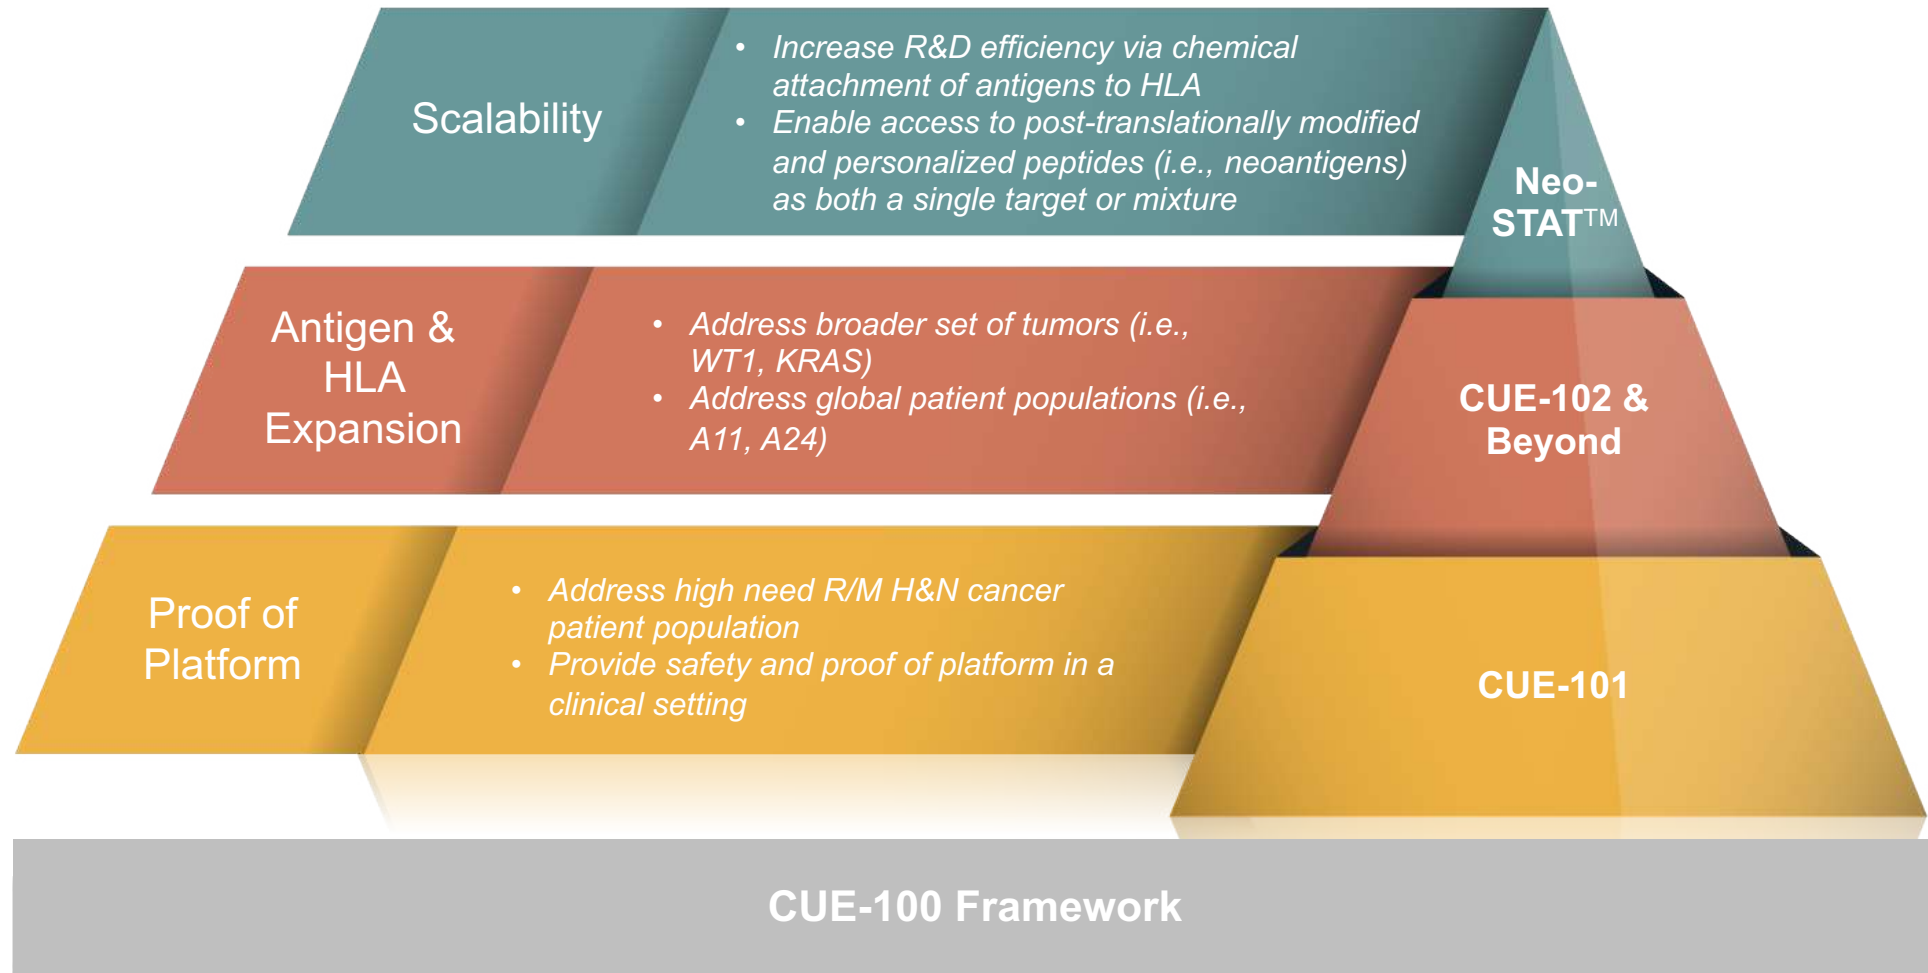 Scalability
• Increase R&D efficiency via chemical
attachment of antigens to HLA
• Enable access to post-translationally modified
and personalized peptides (i.e., neoantigens)
as both a single target or mixture
Neo-
STAT™
Antigen &
HLA
Expansion
• Address broader set of tumors (i.e.,
WT1, KRAS)
• Address global patient populations (i.e.,
A11, A24)
CUE-102 &
Beyond
Proof of
Platform
• Address high need R/M H&N cancer
patient population
• Provide safety and proof of platform in a
clinical setting
CUE-101
CUE-100 Framework